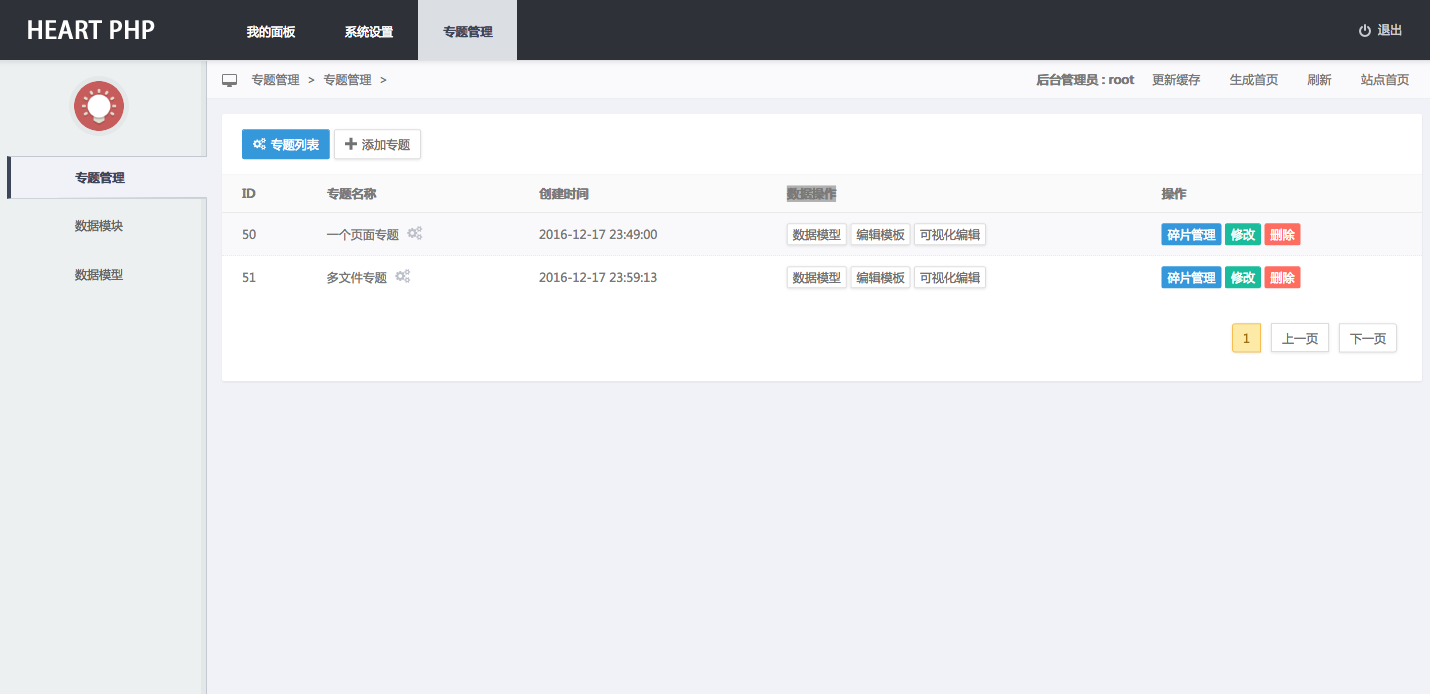 HEART PHP 我的面板 系统设置 专题管理 退出
专题管理 > 专题管理 > 后台管理员 : root 更新缓存 生成首页 刷新 站点首页
专题管理
数据模块
数据模型
专题列表 添加专题
ID 专题名称 创建时间 数据操作 操作
50 一个页面专题 2016-12-17 23:49:00 数据模型 编辑模板 可视化编辑 碎片管理 修改 删除
51 多文件专题 2016-12-17 23:59:13 数据模型 编辑模板 可视化编辑 碎片管理 修改 删除
1 上一页 下一页